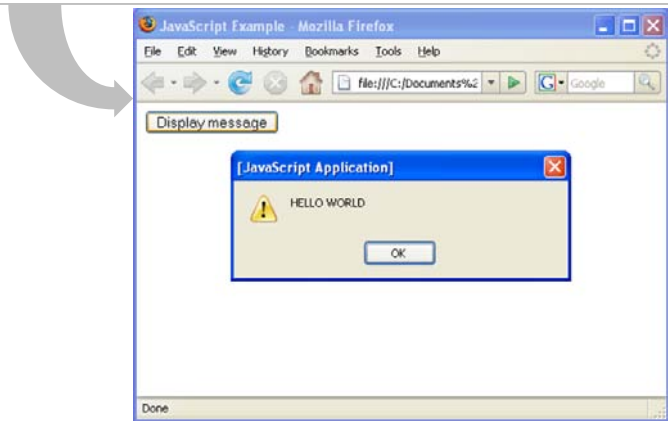 JavaScript Example - Mozilla Firefox
File Edit View History Bookmarks Tools Help
file:///C:/Documents%2 G Google
Display message
[JavaScript Application]
HELLO WORLD
OK
Done